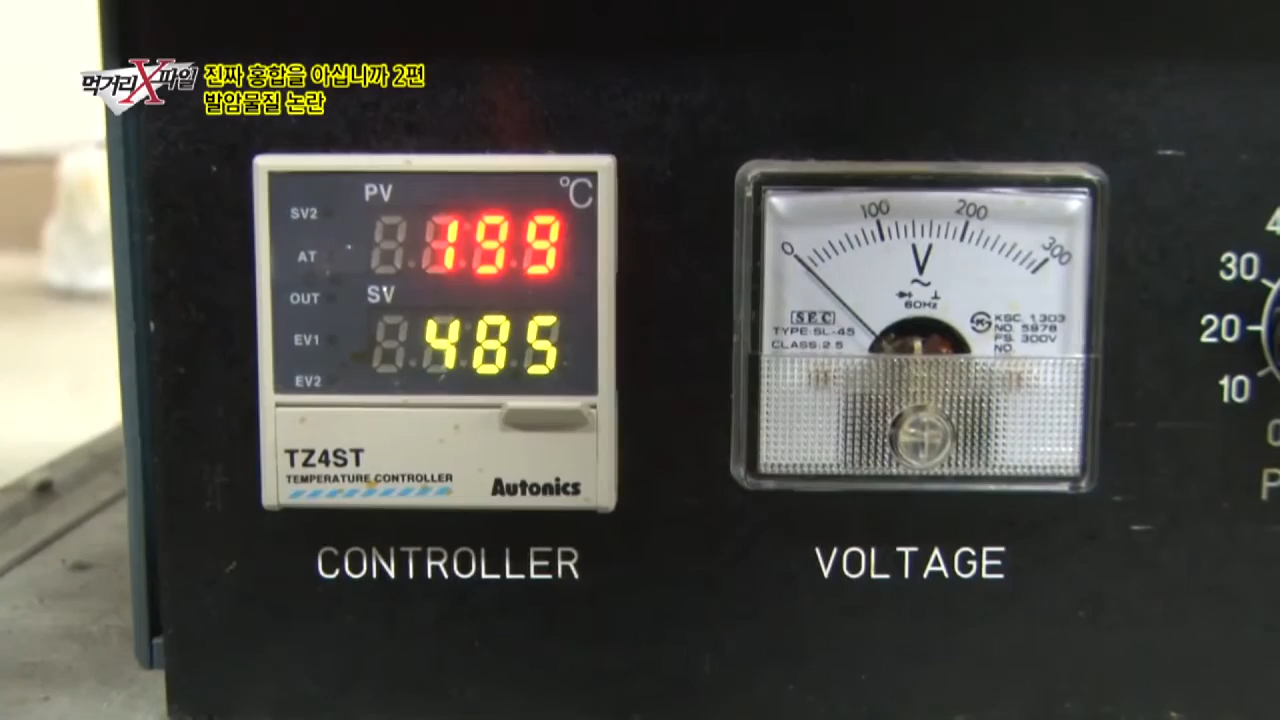 먹거리X파일
진짜 홍합을 아십니까 2편
발암물질 논란
PV
°C
SV2
199
AT
OUT
SV
EV1
485
EV2
TZ4ST
TEMPERATURE CONTROLLER
Autonics
CONTROLLER
0 100 200 300
V
~
60Hz
SEC
TYPE:SL-45
CLASS:2.5
KSC. 1,303
NO. 5978
FS. 300V
NO.
VOLTAGE
30
20
10